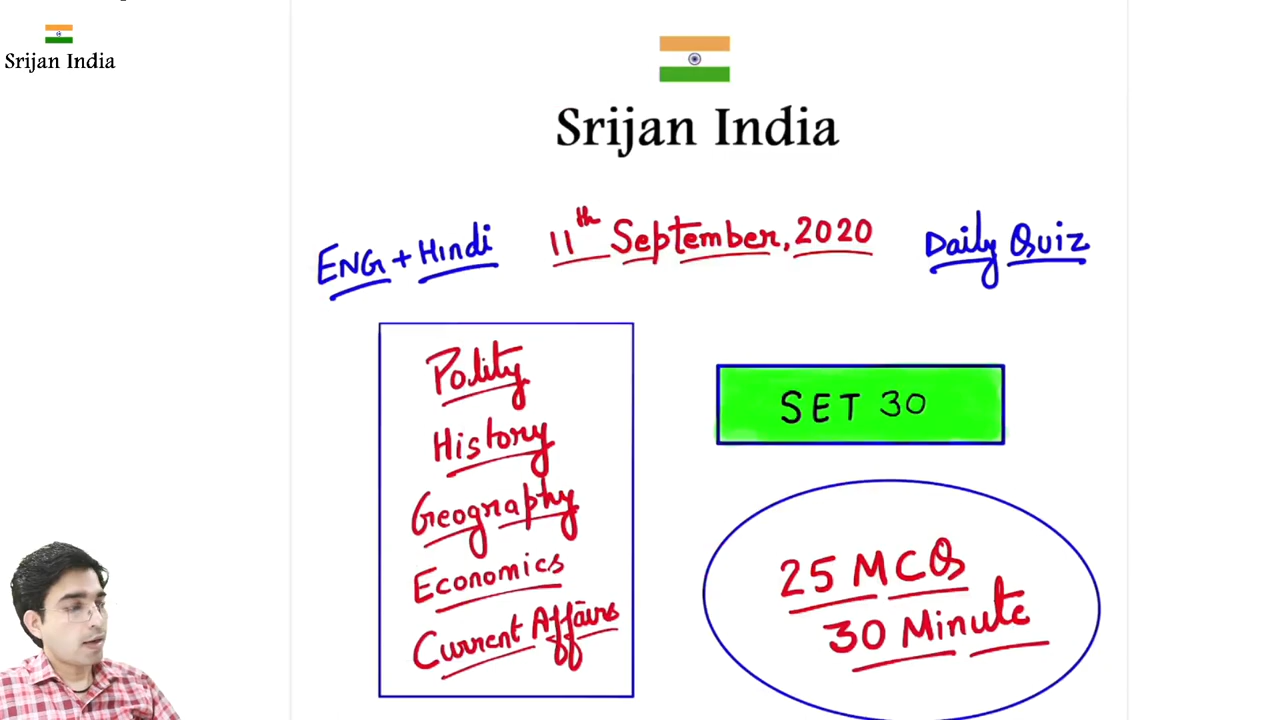 Srijan India
Srijan India
ENG + Hindi
11th September, 2020
Daily Quiz
Polity
History
Geography
Economics
Current Affairs
SET 30
25 MCQ
30 Minute